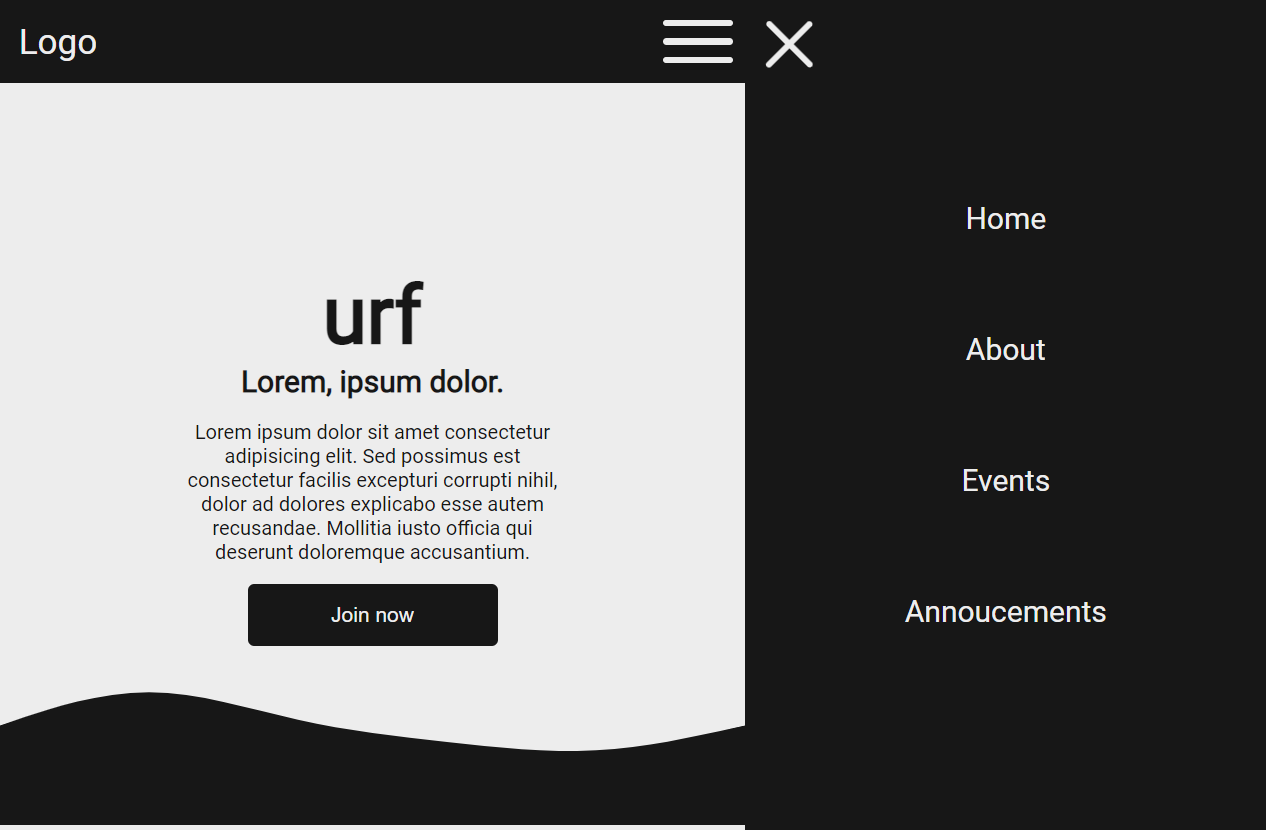 Logo
urf
Lorem, ipsum dolor.
Lorem ipsum dolor sit amet consectetur
adipisicing elit. Sed possimus est
consectetur facilis excepturi corrupti nihil,
dolor ad dolores explicabo esse autem
recusandae. Mollitia iusto officia qui
deserunt doloremque accusantium.
Join now
Home
About
Events
Annoucements